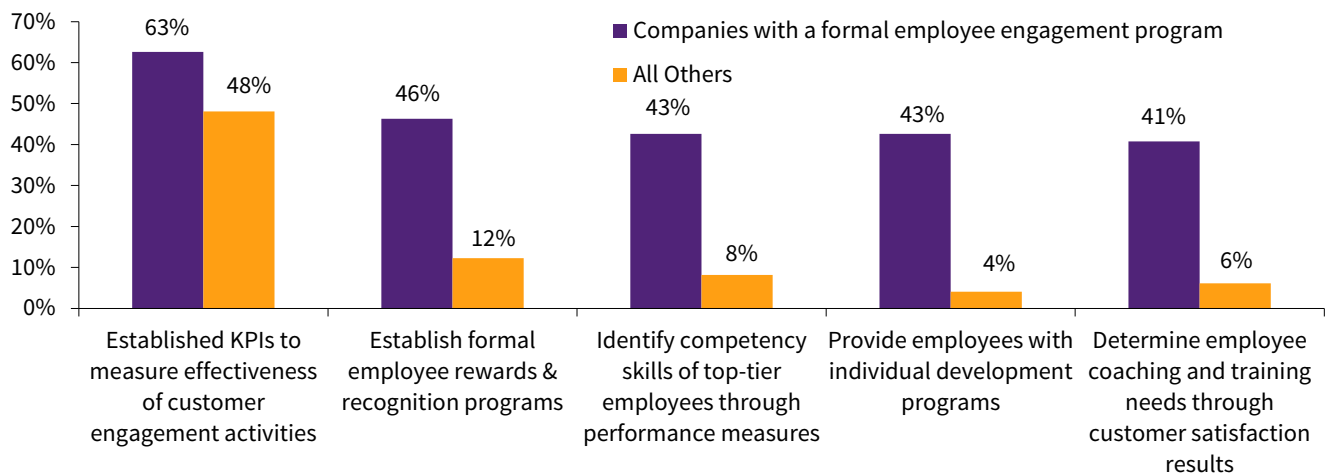 70%
60%
50%
40%
30%
20%
10%
0%
Companies with a formal employee engagement program
All Others
63%
48%
46%
12%
43%
8%
43%
4%
41%
6%
Established KPIs to
measure effectiveness
of customer
engagement activities
Establish formal
employee rewards &
recognition programs
Identify competency
skills of top-tier
employees through
performance measures
Provide employees with
individual development
programs
Determine employee
coaching and training
needs through
customer satisfaction
results